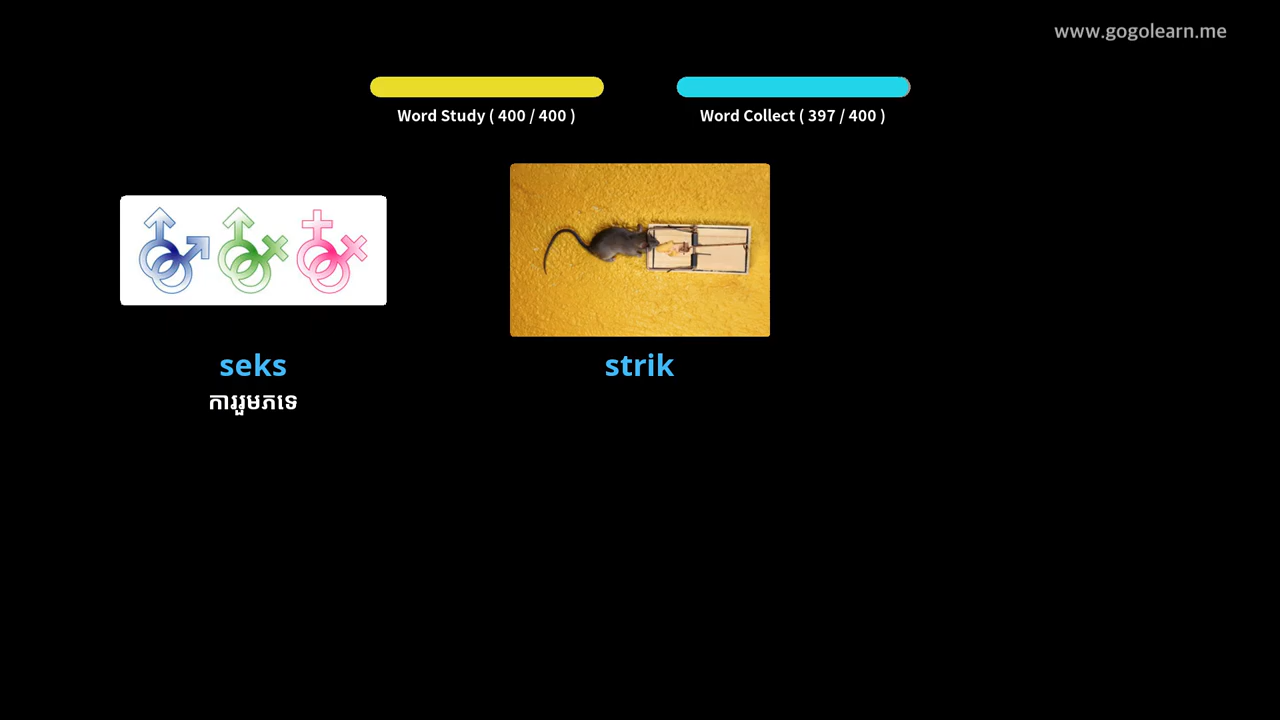 www.gogolearn.me
Word Study ( 400 / 400 )
Word Collect ( 397 / 400 )
seks
ការរួមភទេ
strik